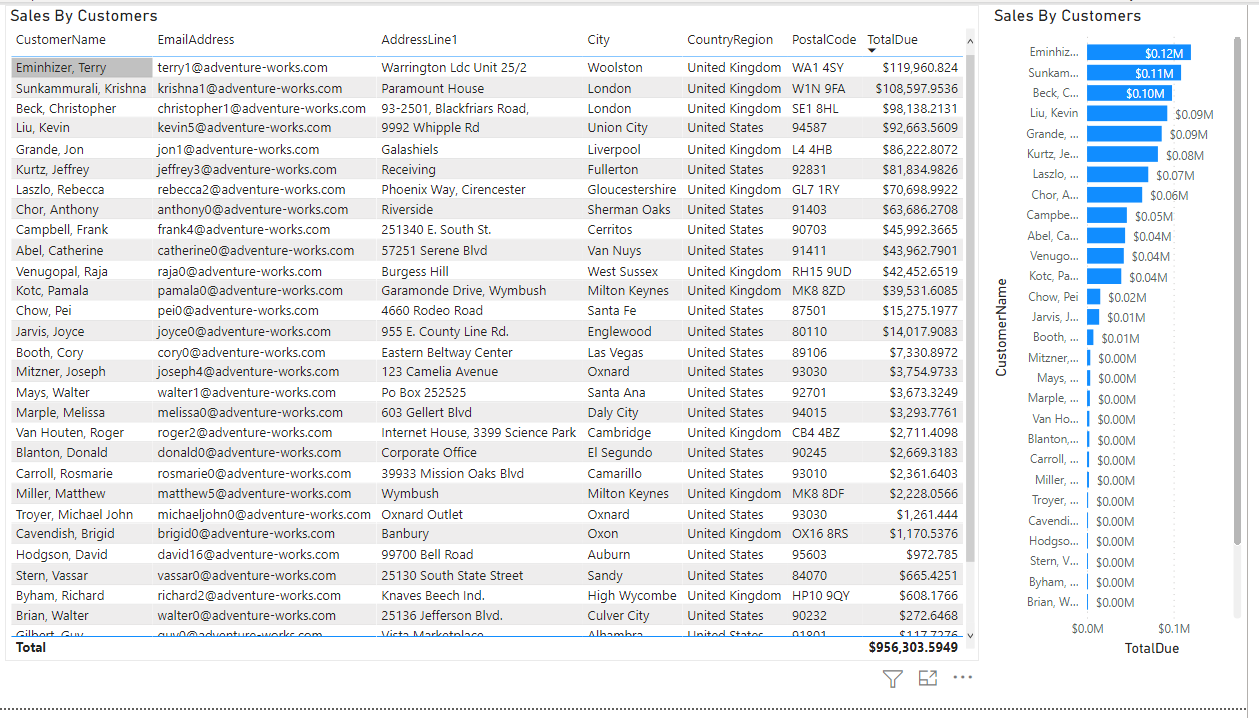 Sales By Customers
CustomerName EmailAddress AddressLine1 City CountryRegion PostalCode TotalDue
Eminhizer, Terry terry1@adventure-works.com Warrington Ldc Unit 25/2 Woolston United Kingdom WA1 4SY $119,960.824
Sunkammurali, Krishna krishna1@adventure-works.com Paramount House London United Kingdom W1N 9FA $108,597.9536
Beck, Christopher christopher1@adventure-works.com 93-2501, Blackfriars Road, London United Kingdom SE1 8HL $98,138.2131
Liu, Kevin kevin5@adventure-works.com 9992 Whipple Rd Union City United States 94587 $92,663.5609
Grande, Jon jon1@adventure-works.com Galashiels Liverpool United Kingdom L4 4HB $86,222.8072
Kurtz, Jeffrey jeffrey3@adventure-works.com Receiving Fullerton United States 92831 $81,834.9826
Laszlo, Rebecca rebecca2@adventure-works.com Phoenix Way, Cirencester Gloucestershire United Kingdom GL7 1RY $70,698.9922
Chor, Anthony anthony0@adventure-works.com Riverside Sherman Oaks United States 91403 $63,686.2708
Campbell, Frank frank4@adventure-works.com 251340 E. South St. Cerritos United States 90703 $45,992.3665
Abel, Catherine catherine0@adventure-works.com 57251 Serene Blvd Van Nuys United States 91411 $43,962.7901
Venugopal, Raja raja0@adventure-works.com Burgess Hill West Sussex United Kingdom RH15 9UD $42,452.6519
Kotc, Pamala pamala0@adventure-works.com Garamonde Drive, Wymbush Milton Keynes United Kingdom MK8 8ZD $39,531.6085
Chow, Pei pei0@adventure-works.com 4660 Rodeo Road Santa Fe United States 87501 $15,275.1977
Jarvis, Joyce joyce0@adventure-works.com 955 E. County Line Rd. Englewood United States 80110 $14,017.9083
Booth, Cory cory0@adventure-works.com Eastern Beltway Center Las Vegas United States 89106 $7,330.8972
Mitzner, Joseph joseph4@adventure-works.com 123 Camelia Avenue Oxnard United States 93030 $3,754.9733
Mays, Walter walter1@adventure-works.com Po Box 252525 Santa Ana United States 92701 $3,673.3249
Marple, Melissa melissa0@adventure-works.com 603 Gellert Blvd Daly City United States 94015 $3,293.7761
Van Houten, Roger roger2@adventure-works.com Internet House, 3399 Science Park Cambridge United Kingdom CB4 4BZ $2,711.4098
Blanton, Donald donald0@adventure-works.com Corporate Office El Segundo United States 90245 $2,669.3183
Carroll, Rosmarie rosmarie0@adventure-works.com 39933 Mission Oaks Blvd Camarillo United States 93010 $2,361.6403
Miller, Matthew matthew5@adventure-works.com Wymbush Milton Keynes United Kingdom MK8 8DF $2,228.0566
Troyer, Michael John michaeljohn0@adventure-works.com Oxnard Outlet Oxnard United States 93030 $1,261.444
Cavendish, Brigid brigid0@adventure-works.com Banbury Oxon United Kingdom OX16 8RS $1,170.5376
Hodgson, David david16@adventure-works.com 99700 Bell Road Auburn United States 95603 $972.785
Stern, Vassar vassar0@adventure-works.com 25130 South State Street Sandy United States 84070 $665.4251
Byham, Richard richard2@adventure-works.com Knaves Beech Ind. High Wycombe United Kingdom HP10 9QY $608.1766
Brian, Walter walter0@adventure-works.com 25136 Jefferson Blvd. Culver City United States 90232 $272.6468
Gilbert, Guy guy0@adventure-works.com Vista Marketplace Alhambra United States 91801 $117.7276
Total $956,303.5949
Sales By Customers
CustomerName
Eminhiz... $0.12M
Sunkam... $0.11M
Beck, C... $0.10M
Liu, Kevin $0.09M
Grande, ... $0.09M
Kurtz, Je... $0.08M
Laszlo, ... $0.07M
Chor, A... $0.06M
Campbe... $0.05M
Abel, Ca... $0.04M
Venugo... $0.04M
Kotc, Pa... $0.04M
Chow, Pei $0.02M
Jarvis, J... $0.01M
Booth, ... $0.01M
Mitzner,... $0.00M
Mays, ... $0.00M
Marple, ... $0.00M
Van Ho... $0.00M
Blanton,... $0.00M
Carroll, ... $0.00M
Miller, ... $0.00M
Troyer, ... $0.00M
Cavendi... $0.00M
Hodgso... $0.00M
Stern, V... $0.00M
Byham, ... $0.00M
Brian, W... $0.00M
$0.0M $0.1M
TotalDue